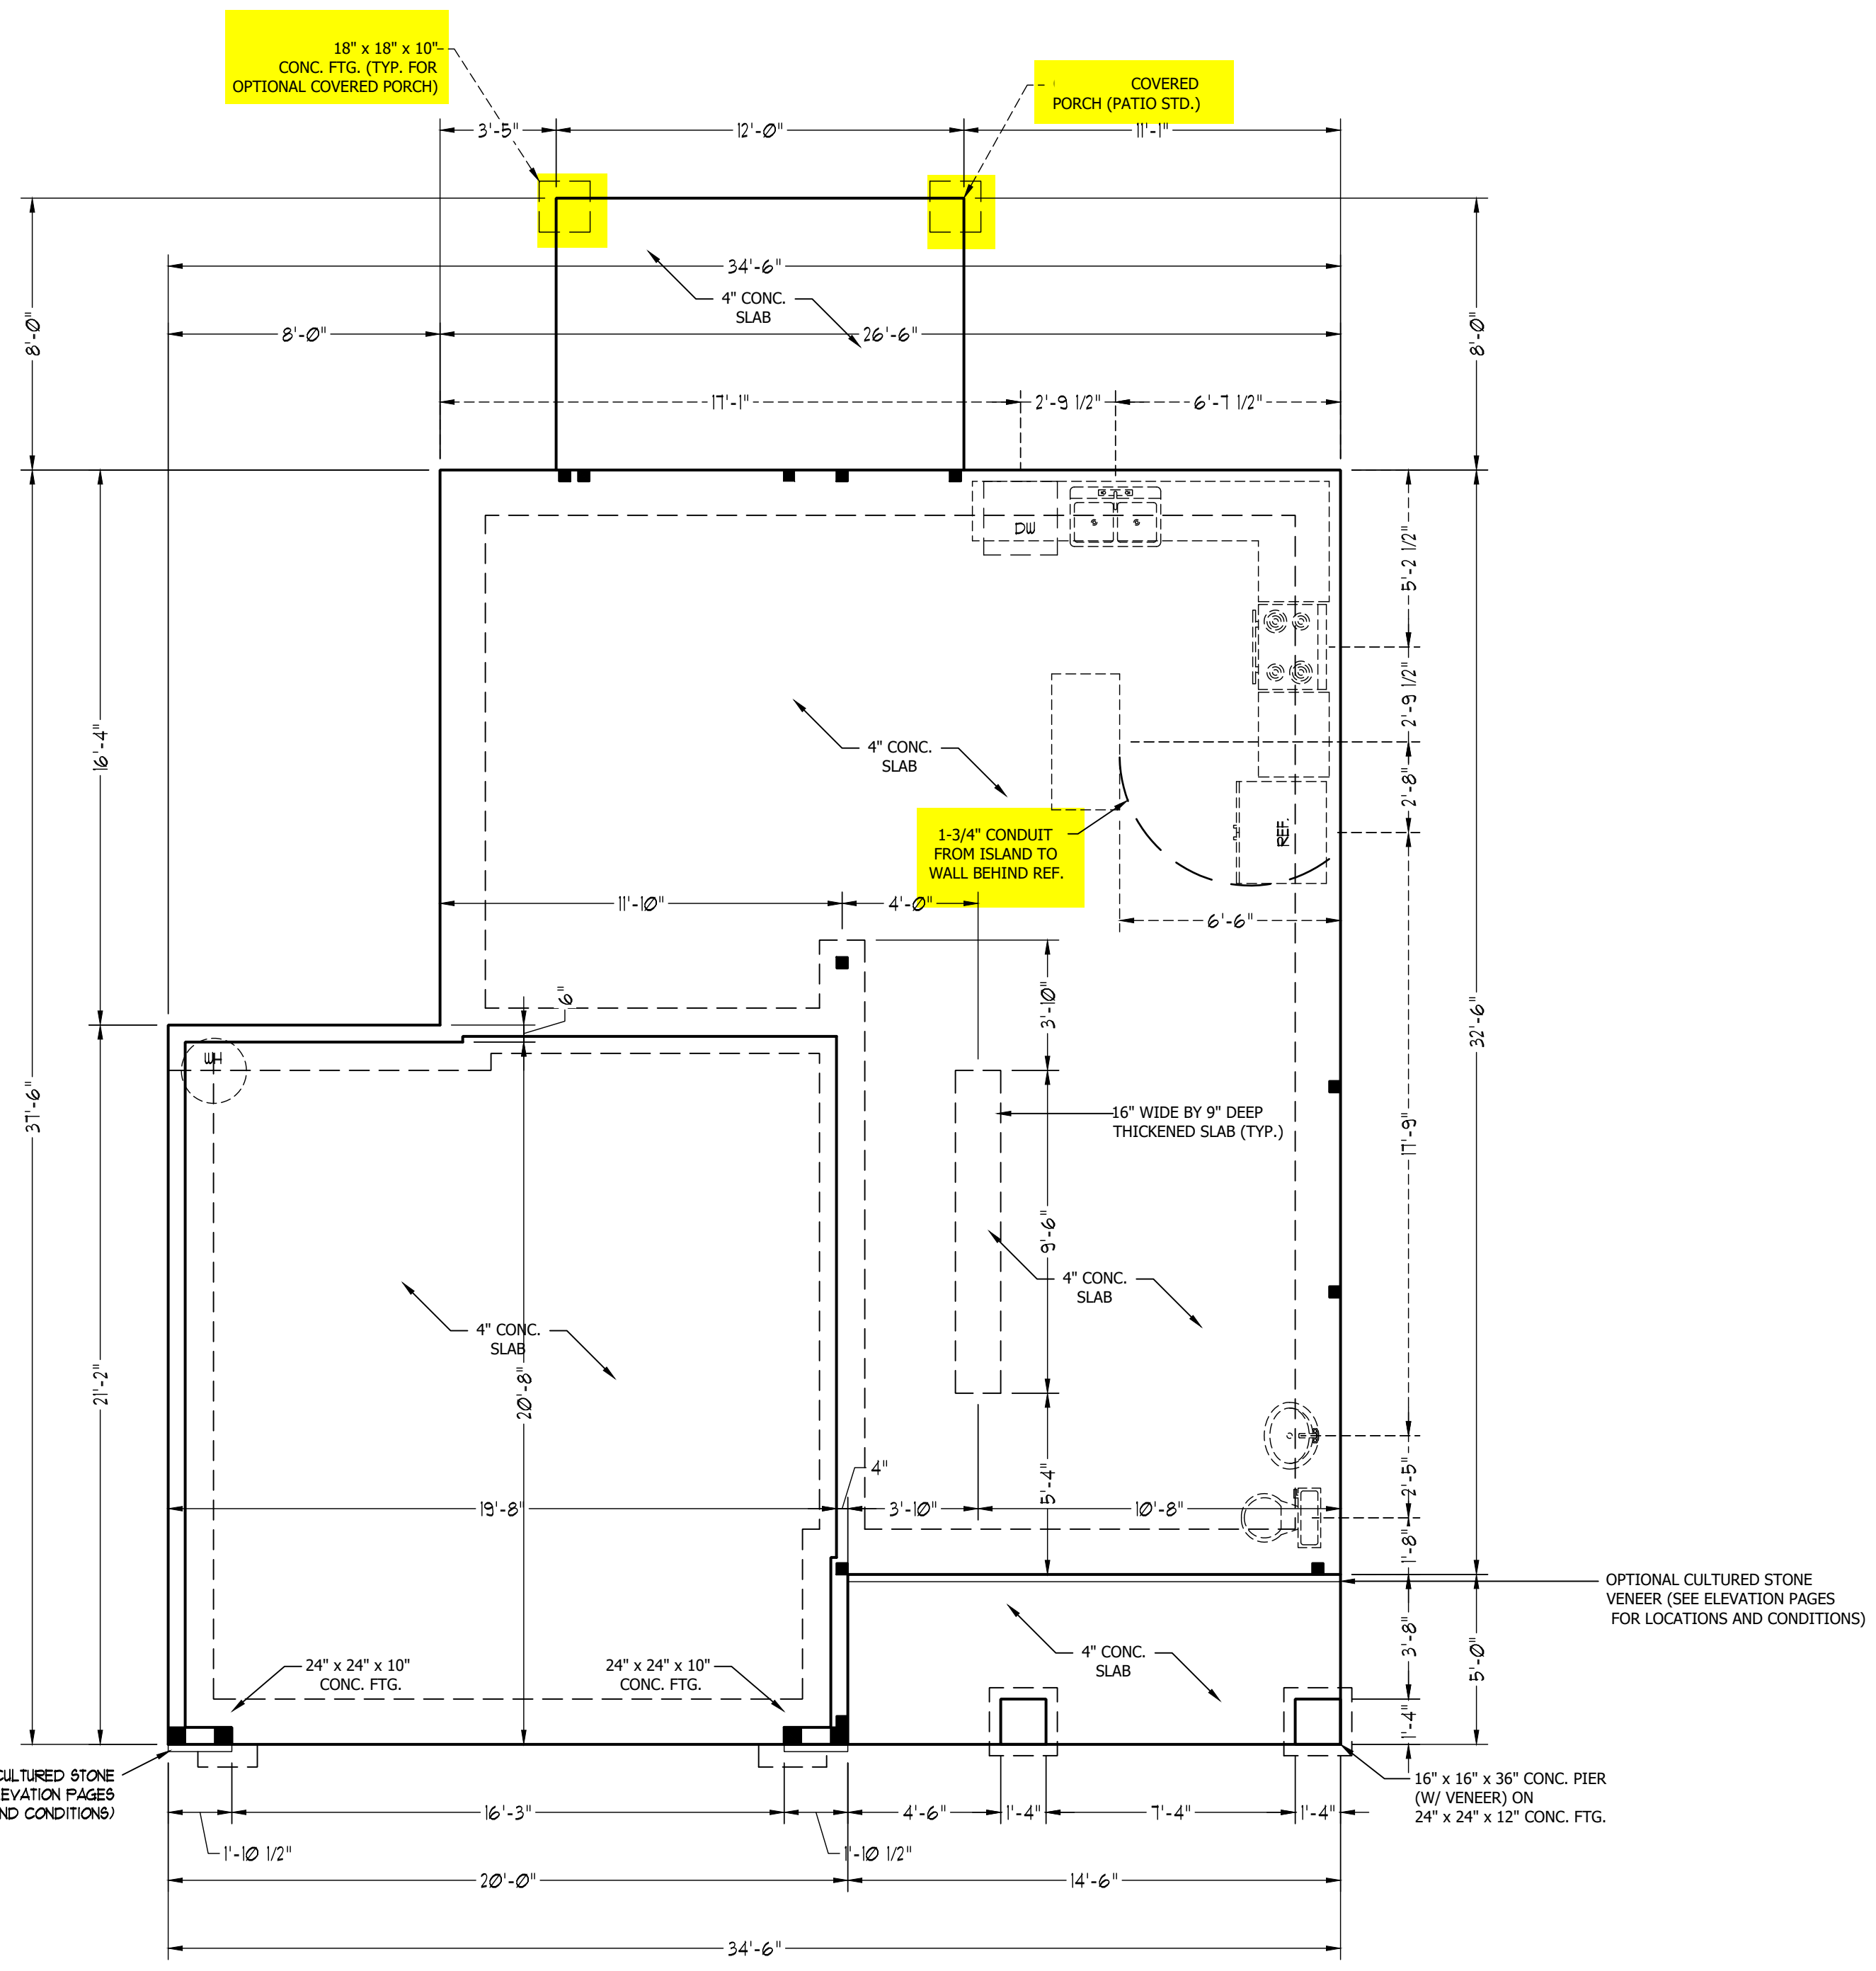 18" x 18" x 10"
CONC. FTG. (TYP. FOR
OPTIONAL COVERED PORCH)
COVERED
PORCH (PATIO STD.)
3'-5"
12'-0"
11'-1"
34'-6"
4" CONC.
SLAB
8'-0"
8'-0"
8'-0"
26'-6"
17'-1"
2'-9 1/2"
6'-7 1/2"
DW
5'-2 1/2"
16'-4"
4" CONC.
SLAB
2'-9 1/2"
2'-8"
REF.
1-3/4" CONDUIT
FROM ISLAND TO
WALL BEHIND REF.
11'-10"
4'-0"
6'-6"
6"
3'-10"
32'-6"
WH
37'-6"
16" WIDE BY 9" DEEP
THICKENED SLAB (TYP.)
17'-9"
9'-6"
4" CONC.
SLAB
4" CONC.
SLAB
21'-2"
20'-8"
4"
5'-4"
2'-5"
19'-8"
3'-10"
10'-8"
1'-8"
OPTIONAL CULTURED STONE
VENEER (SEE ELEVATION PAGES
FOR LOCATIONS AND CONDITIONS)
3'-8"
5'-0"
4" CONC.
SLAB
24" x 24" x 10"
CONC. FTG.
24" x 24" x 10"
CONC. FTG.
1'-4"
CULTURED STONE
EVATION PAGES
ND CONDITIONS)
16" x 16" x 36" CONC. PIER
(W/ VENEER) ON
24" x 24" x 12" CONC. FTG.
16'-3"
4'-6"
1'-4"
7'-4"
1'-4"
1'-10 1/2"
1'-10 1/2"
20'-0"
14'-6"
34'-6"